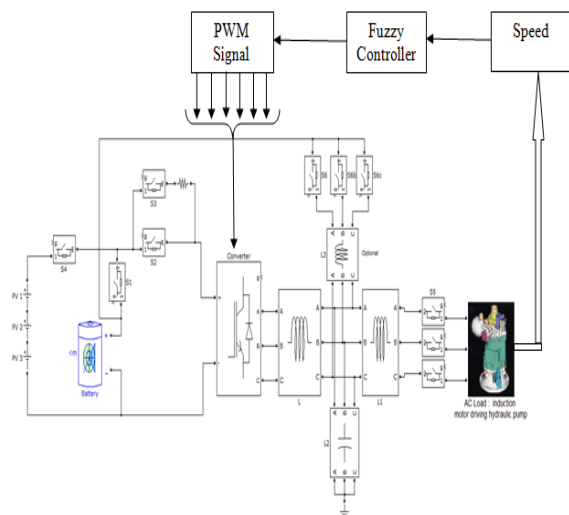 PWM
Signal
Fuzzy
Controller
Speed
S6
S6b
S6c
S3
S2
S4
S1
Converter
L3
Optional
S5
PV 1
PV 2
PV 3
Battery
+
-
+
-
g
A
B
C
A
B
C
A
B
C
A
B
C
A
B
C
L
L1
L2
A
B
C
A
B
C
AC Load : induction
motor driving hydraulic pump